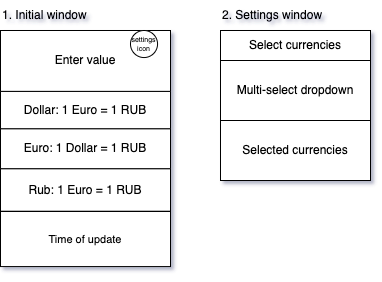 1. Initial window
settings
icon
Enter value
Dollar: 1 Euro = 1 RUB
Euro: 1 Dollar = 1 RUB
Rub: 1 Euro = 1 RUB
Time of update
2. Settings window
Select currencies
Multi-select dropdown
Selected currencies